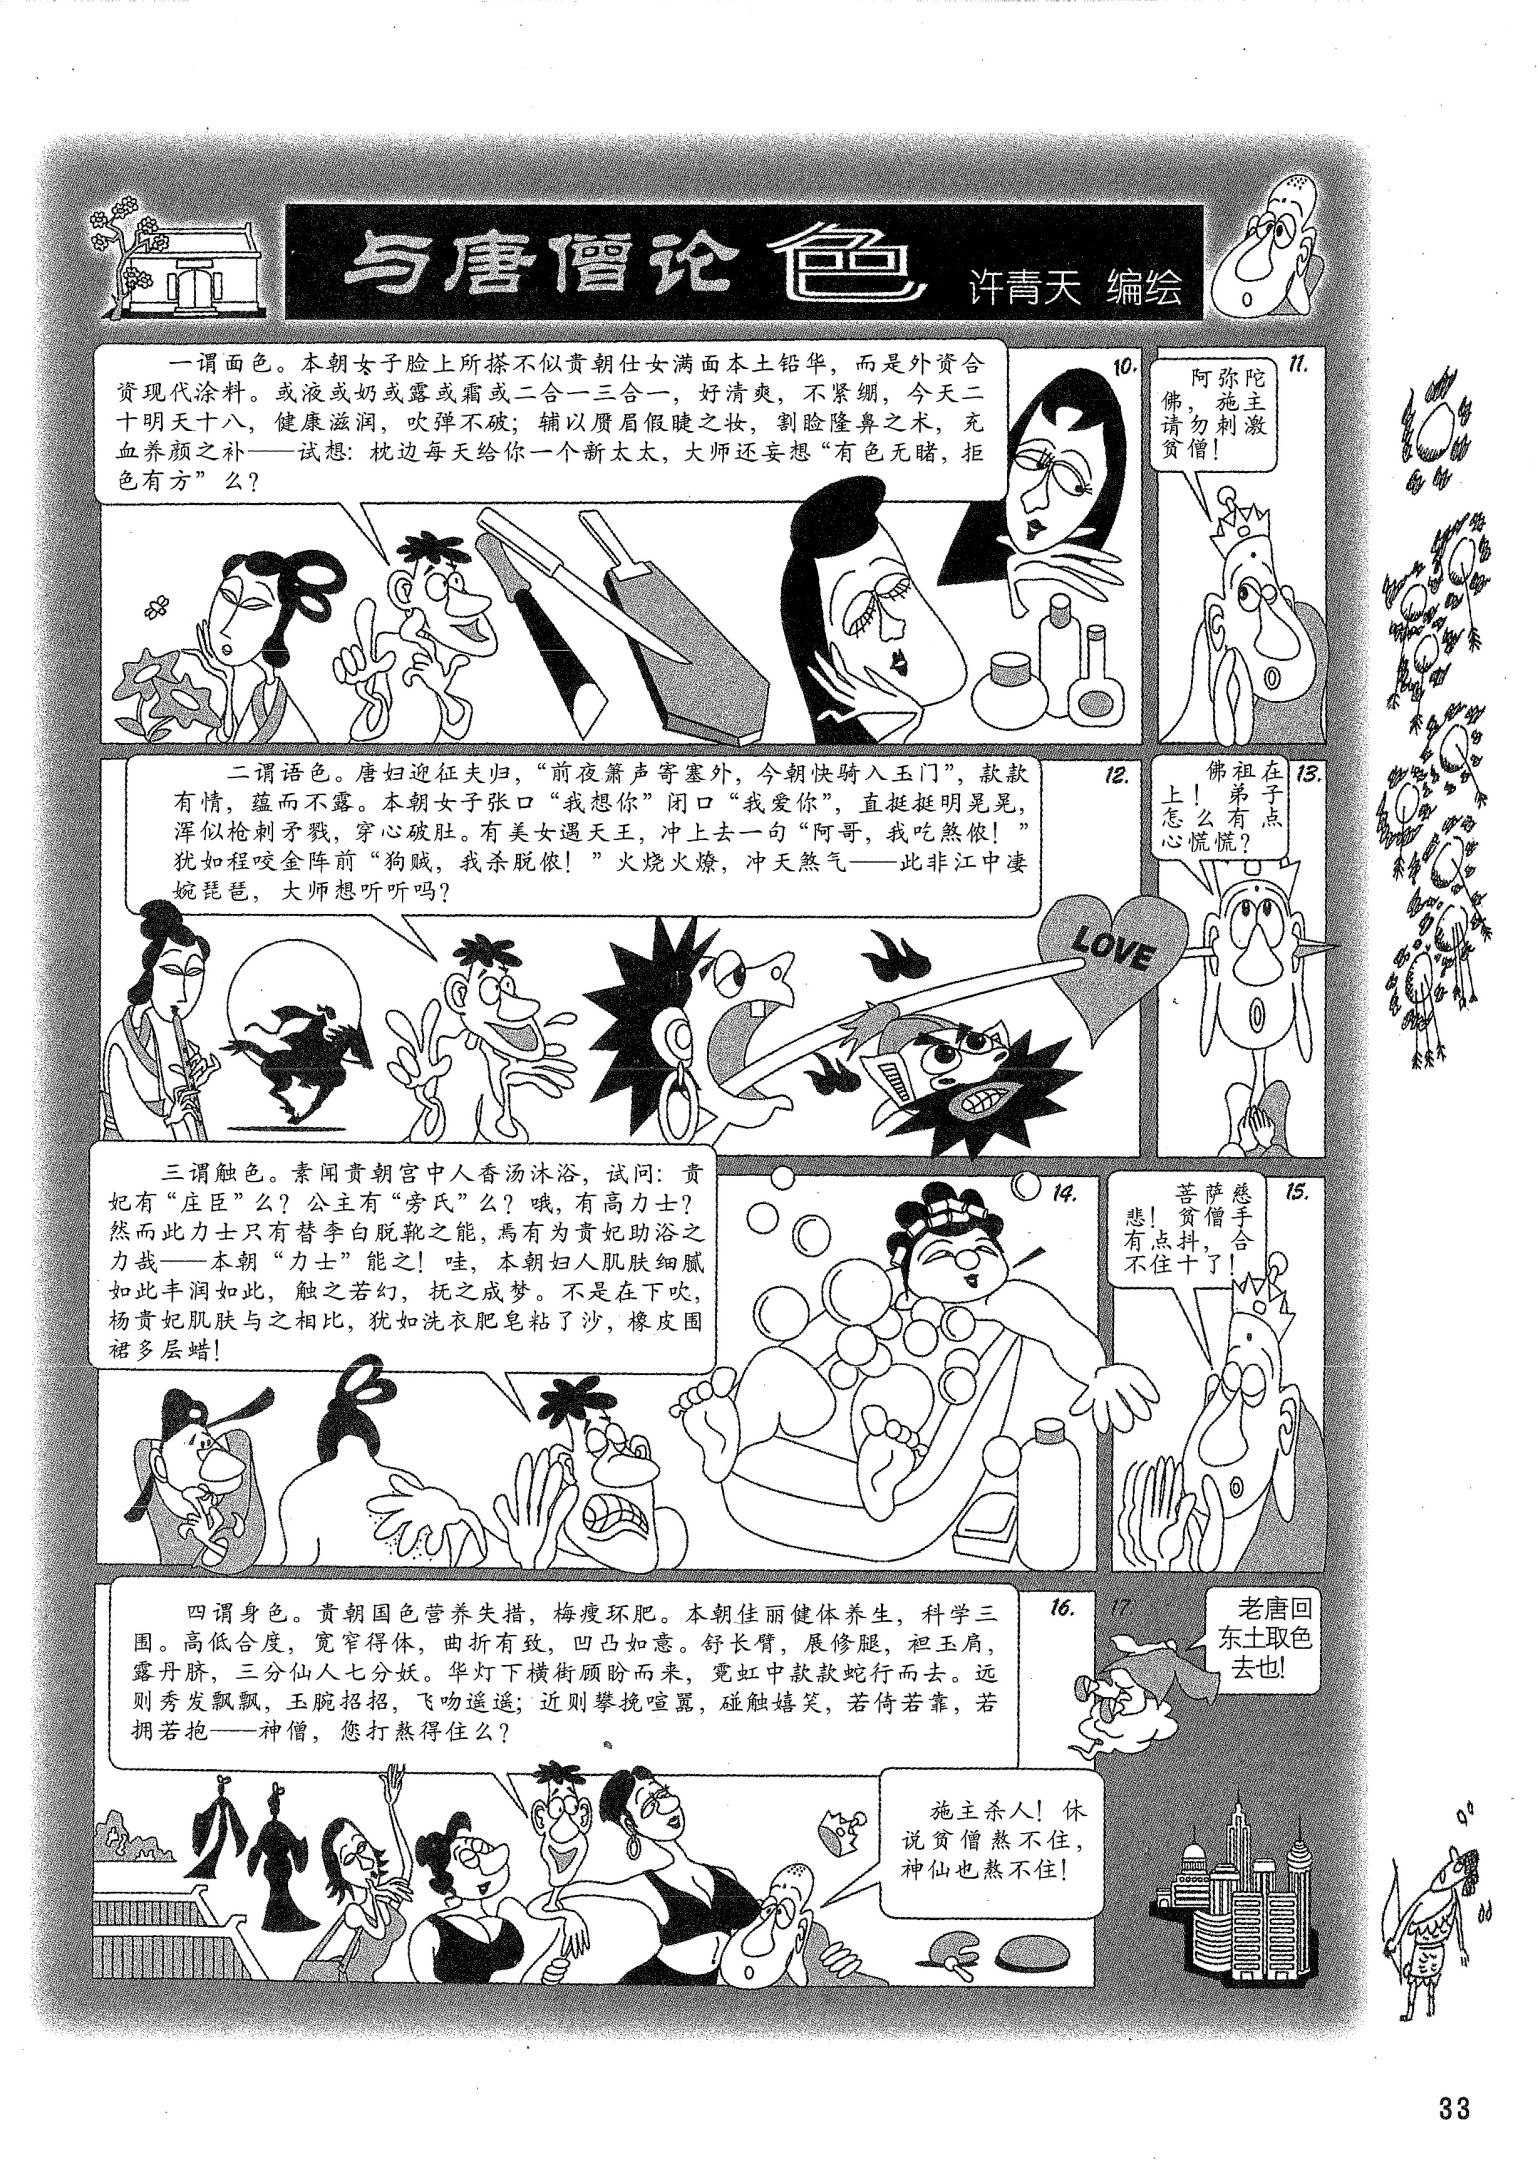 与唐僧论色
许青天 编绘
一谓面色。本朝女子脸上所搽不似贵朝仕女满面本土铅华，而是外资合
资现代涂料。或液或奶或露或霜或二合一三合一，好清爽，不紧绷，今天二
十明天十八，健康滋润，吹弹不破；辅以赝眉假睫之妆，割脸隆鼻之术，充
血养颜之补——试想：枕边每天给你一个新太太，大师还妄想“有色无睹，拒
色有方”么？
10.
阿弥陀
佛，施主
请勿刺激
贫僧！
11.
二谓语色。唐妇迎征夫归，“前夜箫声寄塞外，今朝快骑入玉门”，款款
有情，蕴而不露。本朝女子张口“我想你”闭口“我爱你”，直挺挺明晃晃，
浑似枪刺矛戮，穿心破肚。有美女遇天王，冲上去一句“阿哥，我吃煞侬！”
犹如程咬金阵前“狗贼，我杀脱侬！”火烧火燎，冲天煞气——此非江中凄
婉琵琶，大师想听听吗？
12.
LOVE
佛祖在
上！弟子
怎么有点
心慌慌？
13.
三谓触色。素闻贵朝宫中人香汤沐浴，试问：贵
妃有“庄臣”么？公主有“旁氏”么？哦，有高力士？
然而此力士只有替李白脱靴之能，焉有为贵妃助浴之
力哉——本朝“力士”能之！哇，本朝妇人肌肤细腻
如此丰润如此，触之若幻，抚之成梦。不是在下吹，
杨贵妃肌肤与之相比，犹如洗衣肥皂粘了沙，橡皮围
裙多层蜡！
14.
菩萨慈
悲！贫僧手
有点抖，合
不住十了！
15.
四谓身色。贵朝国色营养失措，梅瘦环肥。本朝佳丽健体养生，科学三
围。高低合度，宽窄得体，曲折有致，凹凸如意。舒长臂，展修腿，袒玉肩，
露丹脐，三分仙人七分妖。华灯下横街顾盼而来，霓虹中款款蛇行而去。远
则秀发飘飘，玉腕招招，飞吻遥遥；近则攀挽喧嚣，碰触嬉笑，若倚若靠，若
拥若抱——神僧，您打熬得住么？
16.
施主杀人！休
说贫僧熬不住，
神仙也熬不住！
17.
老唐回
东土取色
去也！
33